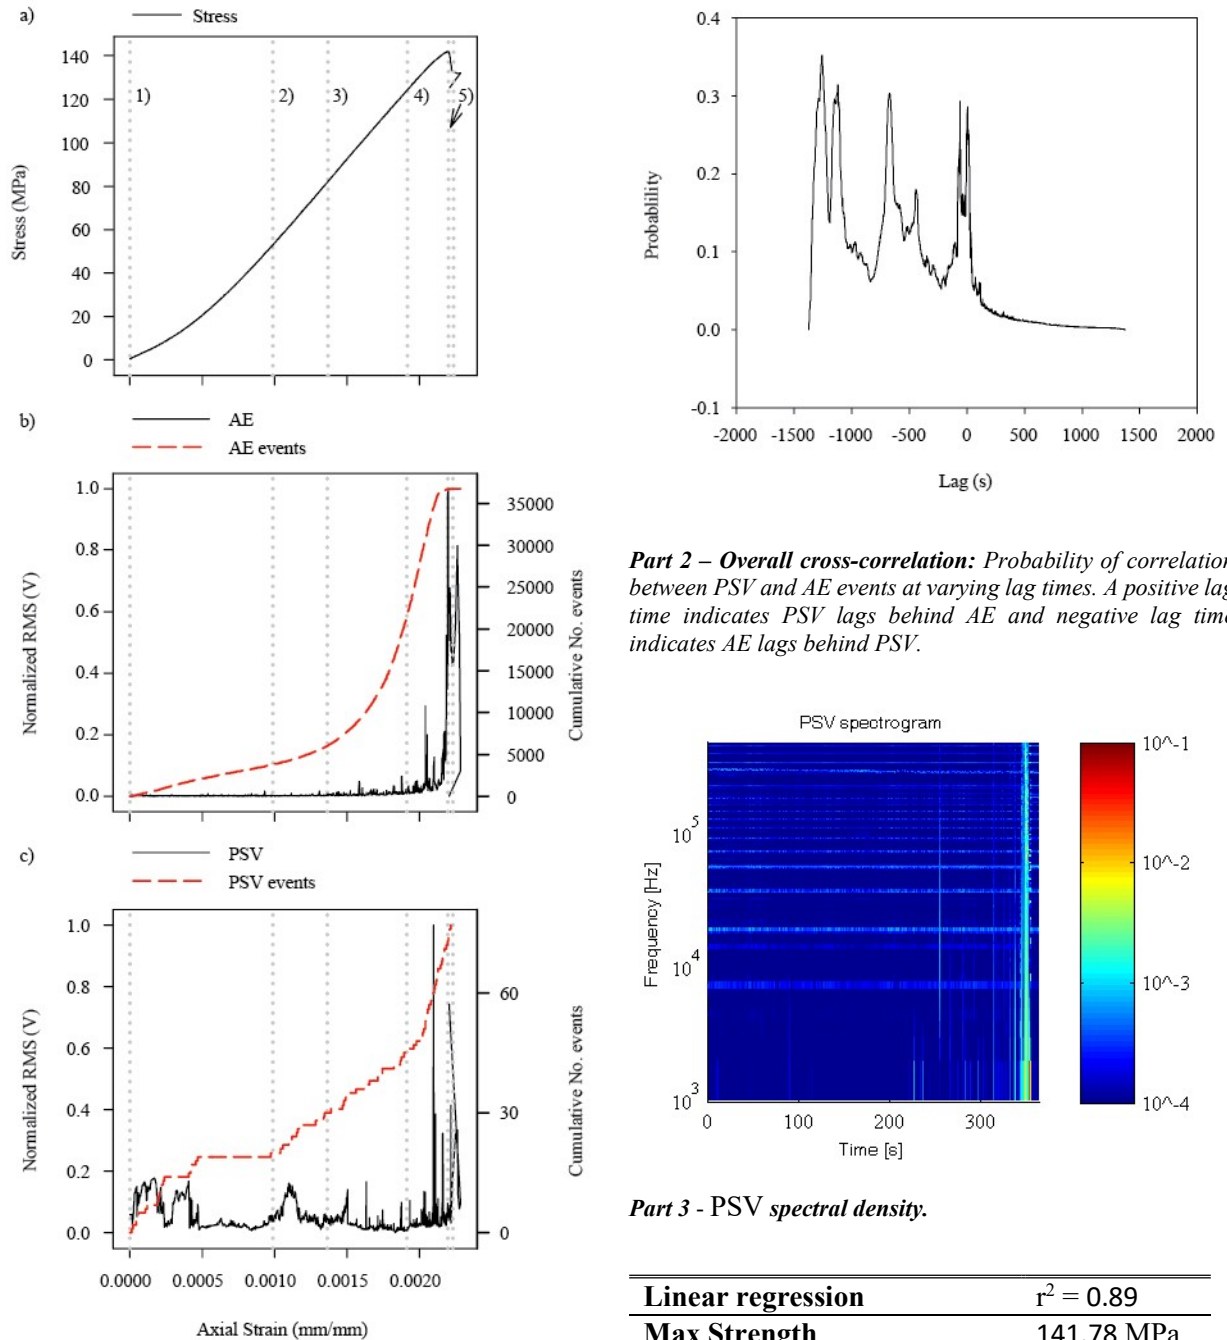 a)
Stress
140
120
100
80
60
40
20
0
Stress (MPa)
1)
2)
3)
4)
5)
b)
AE
AE events
1.0
0.8
0.6
0.4
0.2
0.0
Normalized RMS (V)
35000
30000
25000
20000
15000
10000
5000
0
Cumulative No. events
c)
PSV
PSV events
1.0
0.8
0.6
0.4
0.2
0.0
Normalized RMS (V)
60
30
0
Cumulative No. events
0.0000 0.0005 0.0010 0.0015 0.0020
Axial Strain (mm/mm)
0.4
0.3
0.2
0.1
0.0
-0.1
Probablility
-2000 -1500 -1000 -500 0 500 1000 1500 2000
Lag (s)
Part 2 – Overall cross-correlation: Probability of correlation
between PSV and AE events at varying lag times. A positive lag
time indicates PSV lags behind AE and negative lag time
indicates AE lags behind PSV.
PSV spectrogram
10^5
10^4
10^3
Frequency [Hz]
0 100 200 300
Time [s]
10^-1
10^-2
10^-3
10^-4
Part 3 - PSV spectral density.
Linear regression r² = 0.89
Max Strength 141.78 MPa